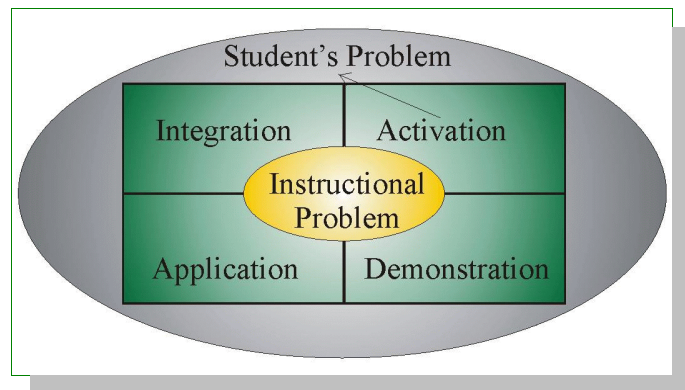 Student’s Problem
Integration
Activation
Instructional
Problem
Application
Demonstration